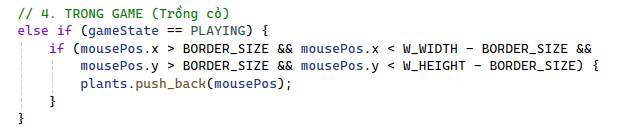 // 4. TRONG GAME (Trồng cỏ)
else if (gameState == PLAYING) {
if (mousePos.x > BORDER_SIZE && mousePos.x < W_WIDTH - BORDER_SIZE &&
mousePos.y > BORDER_SIZE && mousePos.y < W_HEIGHT - BORDER_SIZE) {
plants.push_back(mousePos);
}
}